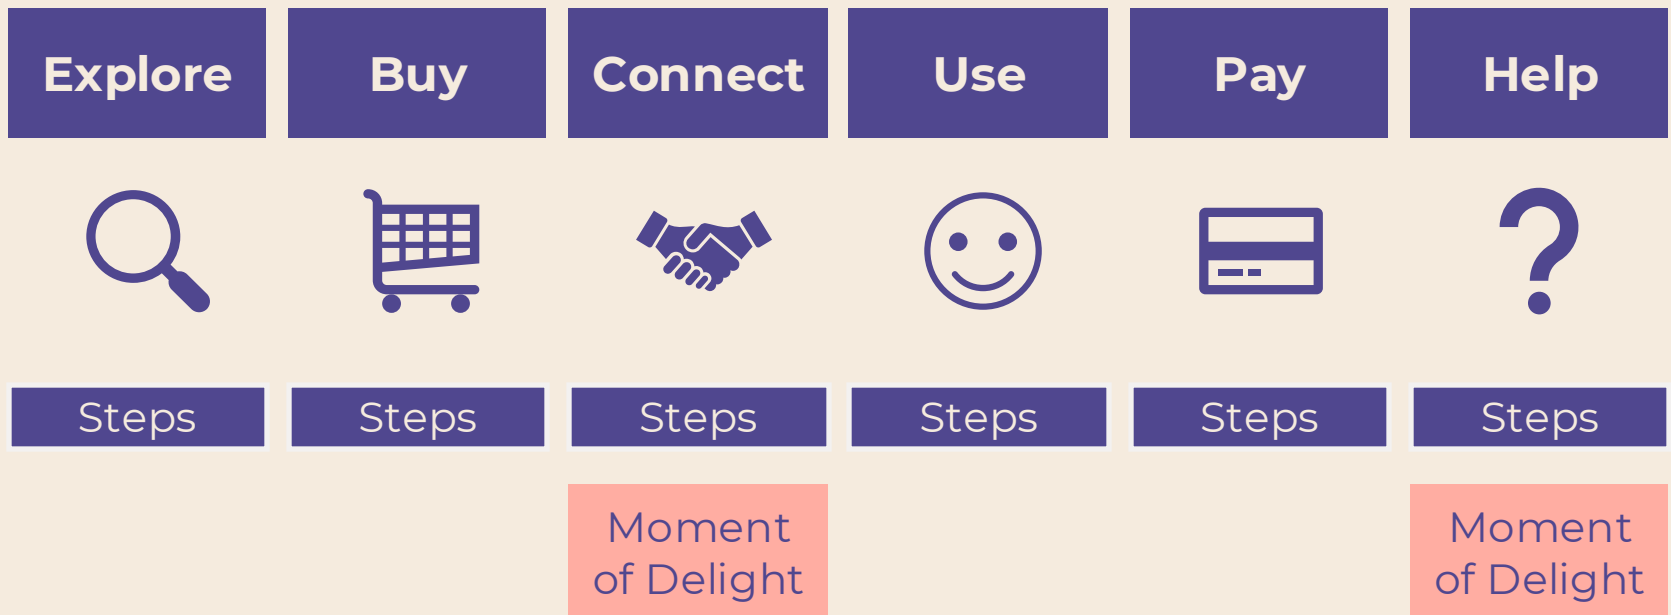 Explore
Buy
Connect
Use
Pay
Help
Steps
Steps
Steps
Steps
Steps
Steps
Moment
of Delight
Moment
of Delight